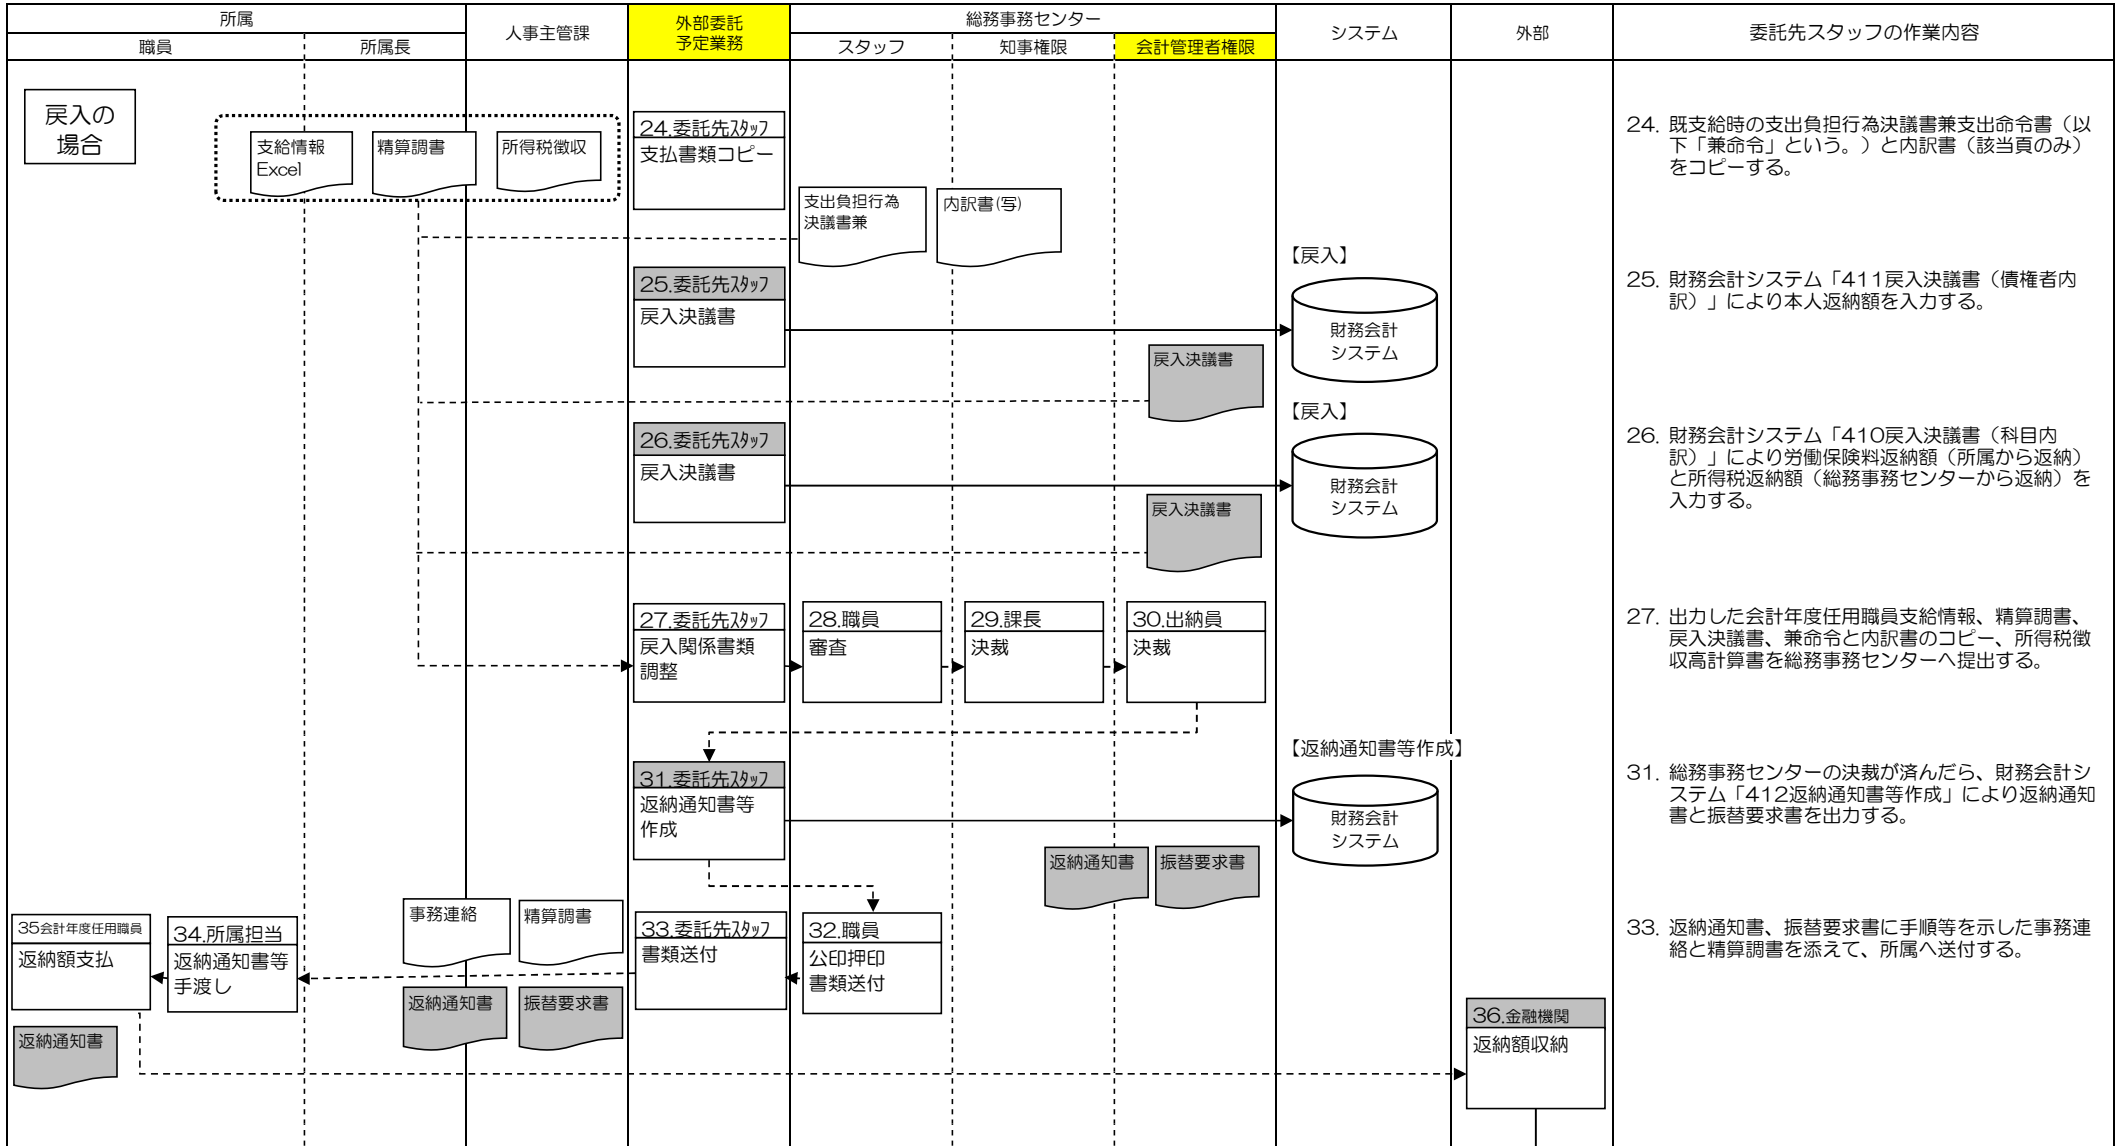 所属
人事主管課
外部委託
予定業務
総務事務センター
システム
外部
委託先スタッフの作業内容
職員
所属長
スタッフ
知事権限
会計管理者権限
戻入の
場合
支給情報
Excel
精算調書
所得税徴収
24.委託先ｽﾀｯﾌ
支払書類コピー
支出負担行為
決議書兼
内訳書(写)
24. 既支給時の支出負担行為決議書兼支出命令書（以
下「兼命令」という。）と内訳書（該当頁のみ）
をコピーする。
25.委託先ｽﾀｯﾌ
戻入決議書
【戻入】
財務会計
システム
戻入決議書
25. 財務会計システム「411戻入決議書（債権者内
訳）」により本人返納額を入力する。
26.委託先ｽﾀｯﾌ
戻入決議書
【戻入】
財務会計
システム
戻入決議書
26. 財務会計システム「410戻入決議書（科目内
訳）」により労働保険料返納額（所属から返納）
と所得税返納額（総務事務センターから返納）を
入力する。
27.委託先ｽﾀｯﾌ
戻入関係書類
調整
28.職員
審査
29.課長
決裁
30.出納員
決裁
27. 出力した会計年度任用職員支給情報、精算調書、
戻入決議書、兼命令と内訳書のコピー、所得税徴
収高計算書を総務事務センターへ提出する。
31.委託先ｽﾀｯﾌ
返納通知書等
作成
【返納通知書等作成】
財務会計
システム
返納通知書
振替要求書
31. 総務事務センターの決裁が済んだら、財務会計シ
ステム「412返納通知書等作成」により返納通知
書と振替要求書を出力する。
35会計年度任用職員
返納額支払
返納通知書
34.所属担当
返納通知書等
手渡し
事務連絡
精算調書
返納通知書
振替要求書
33.委託先ｽﾀｯﾌ
書類送付
32.職員
公印押印
書類送付
33. 返納通知書、振替要求書に手順等を示した事務連
絡と精算調書を添えて、所属へ送付する。
36.金融機関
返納額収納